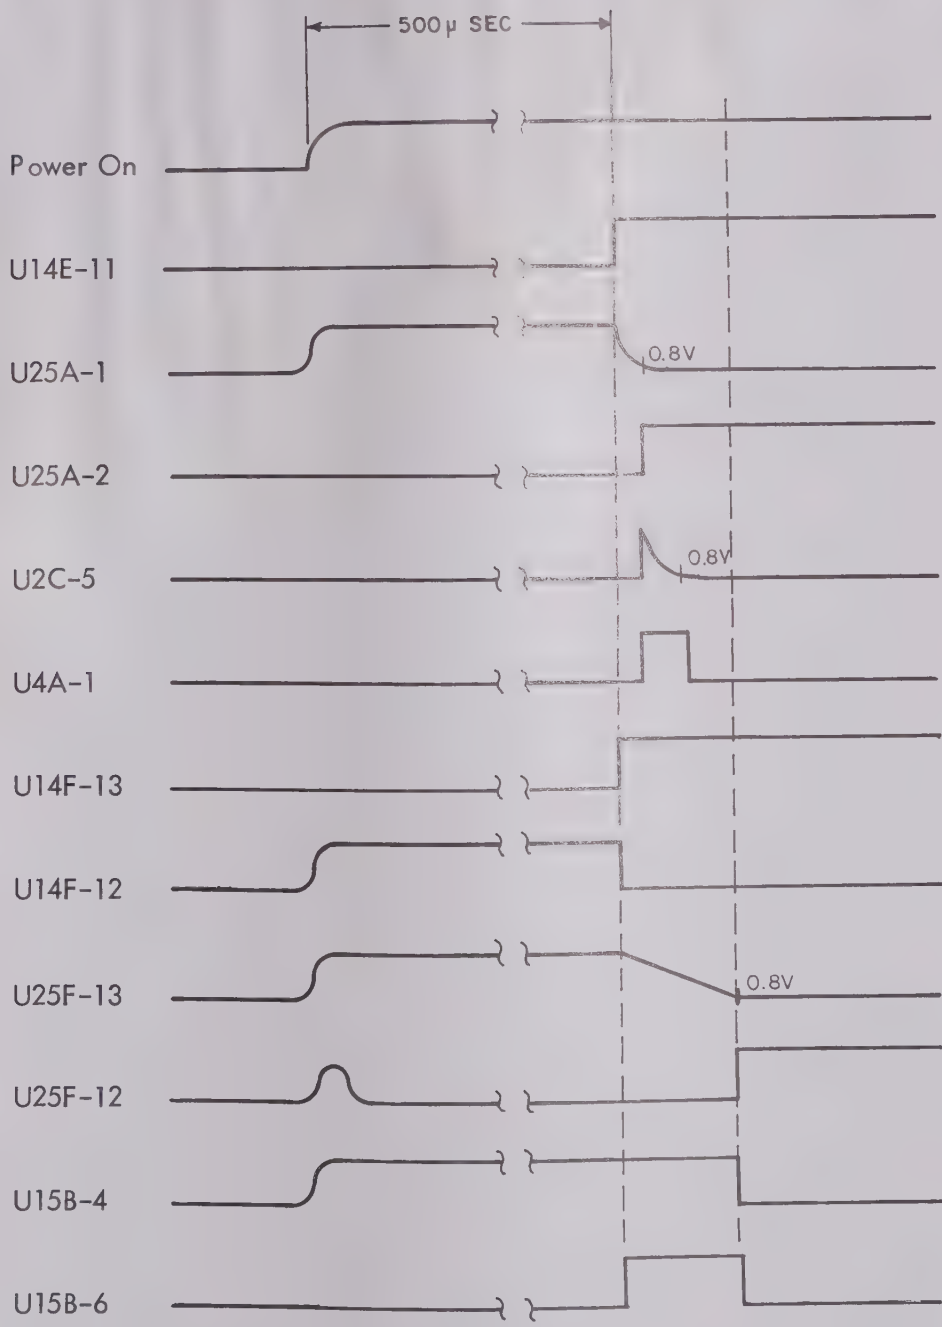 500µ SEC
Power On
U14E-11
U25A-1
0.8V
U25A-2
U2C-5
0.8V
U4A-1
U14F-13
U14F-12
U25F-13
0.8V
U25F-12
U15B-4
U15B-6